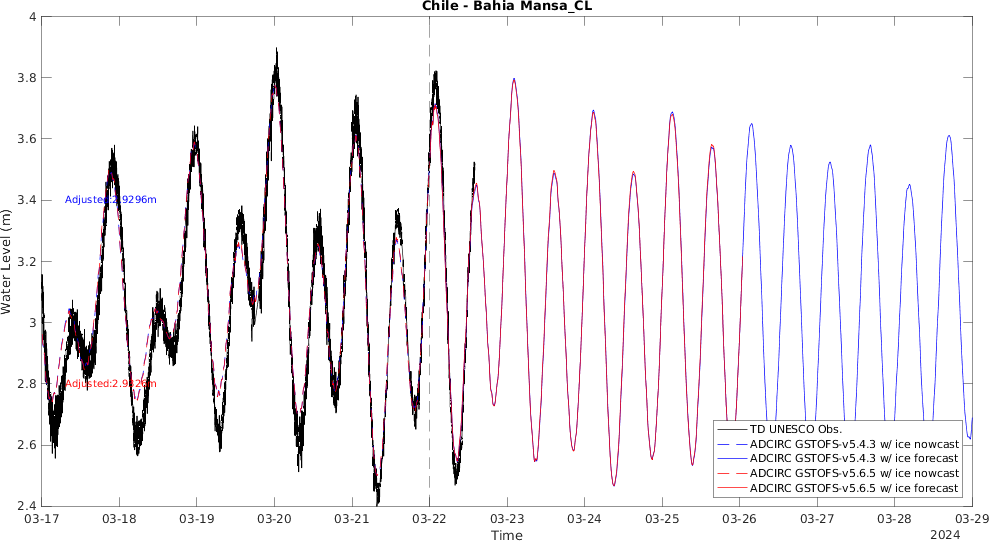 Chile - Bahia Mansa_CL
4
3.8
3.6
3.4
3.2
3
2.8
2.6
2.4
Water Level (m)
Adjusted:2.9296m
Adjusted:2.9326m
TD UNESCO Obs.
ADCIRC GSTOFS-v5.4.3 w/ ice nowcast
ADCIRC GSTOFS-v5.4.3 w/ ice forecast
ADCIRC GSTOFS-v5.6.5 w/ ice nowcast
ADCIRC GSTOFS-v5.6.5 w/ ice forecast
03-17 03-18 03-19 03-20 03-21 03-22 03-23 03-24 03-25 03-26 03-27 03-28 03-29
Time
2024